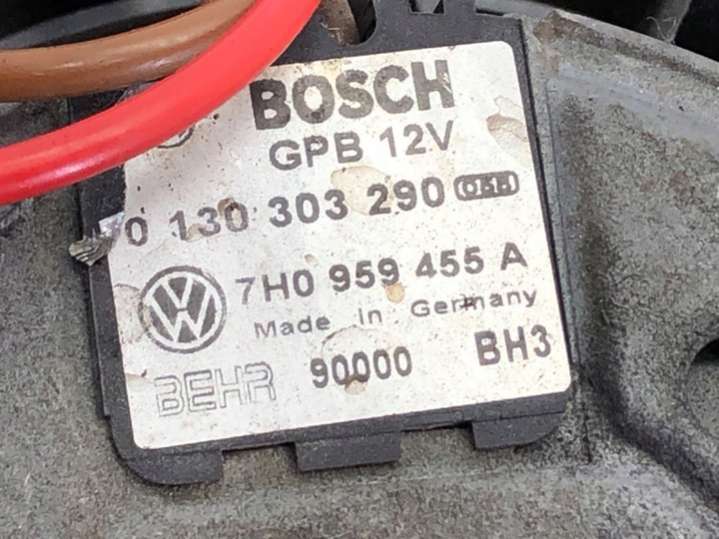 BOSCH
GPB 12V
0 130 303 290
7H0 959 455 A
Made in Germany
BEHR 90000 BH3